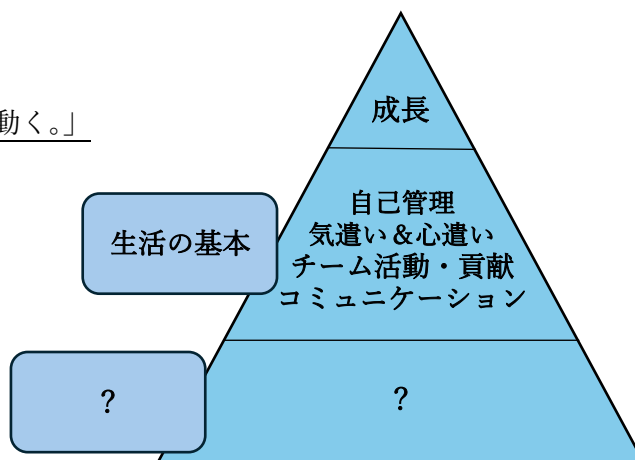 動く。」
成長
生活の基本
自己管理
気遣い&心遣い
チーム活動・貢献
コミュニケーション
?
?